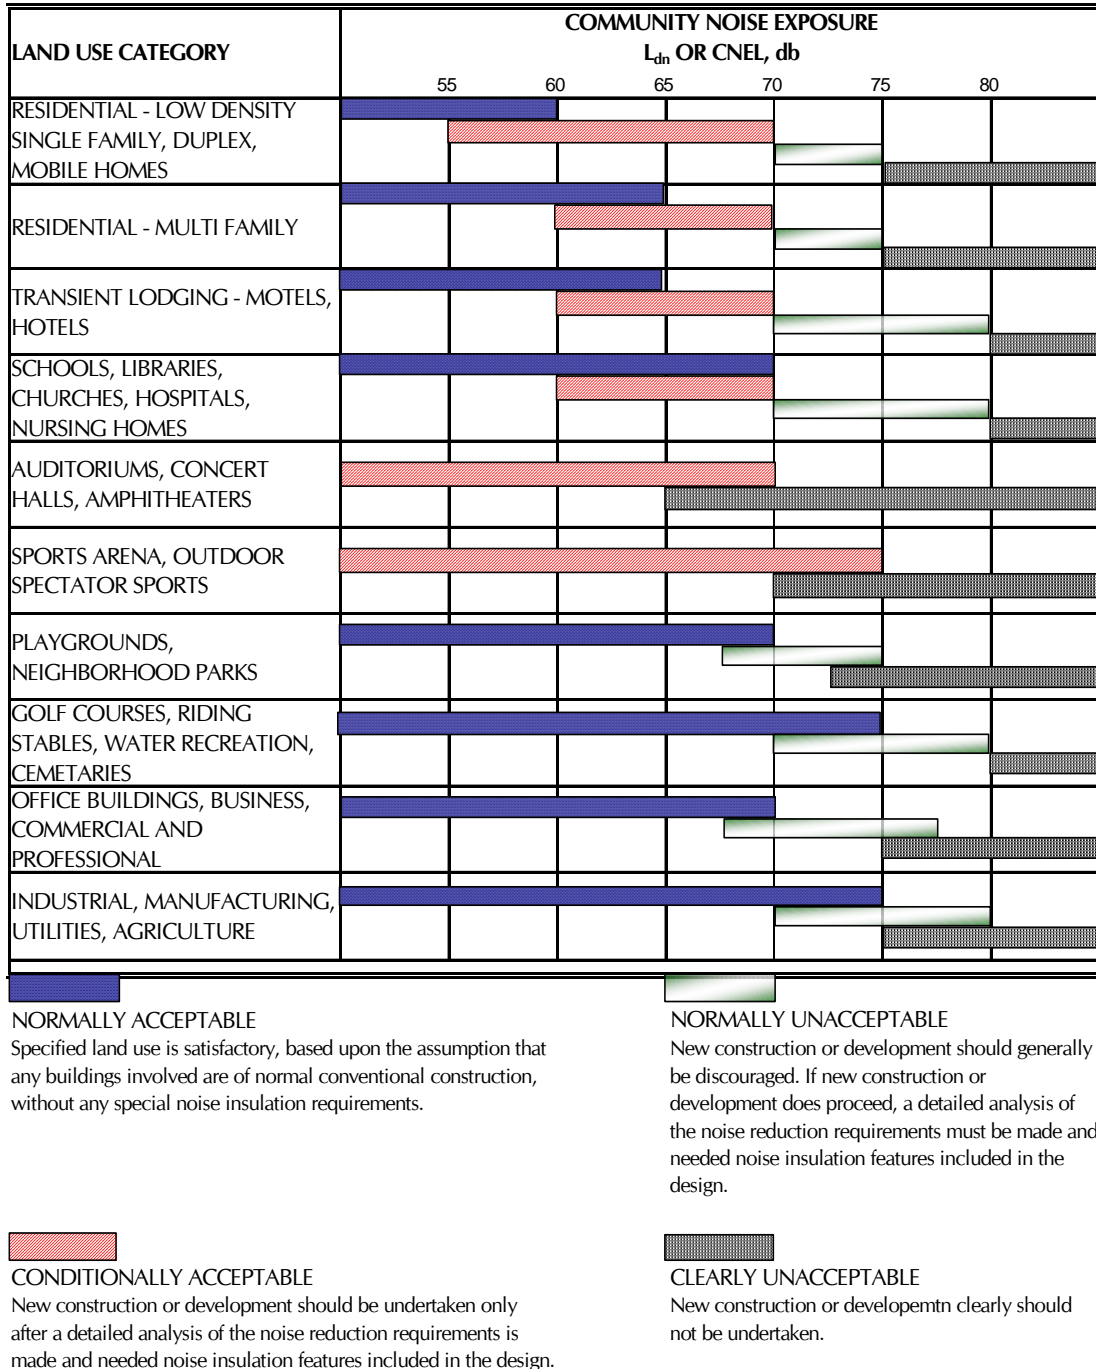 COMMUNITY NOISE EXPOSURE
LAND USE CATEGORY
Ldn OR CNEL, db
55 60 65 70 75 80
RESIDENTIAL - LOW DENSITY
SINGLE FAMILY, DUPLEX,
MOBILE HOMES
RESIDENTIAL - MULTI FAMILY
TRANSIENT LODGING - MOTELS,
HOTELS
SCHOOLS, LIBRARIES,
CHURCHES, HOSPITALS,
NURSING HOMES
AUDITORIUMS, CONCERT
HALLS, AMPHITHEATERS
SPORTS ARENA, OUTDOOR
SPECTATOR SPORTS
PLAYGROUNDS,
NEIGHBORHOOD PARKS
GOLF COURSES, RIDING
STABLES, WATER RECREATION,
CEMETARIES
OFFICE BUILDINGS, BUSINESS,
COMMERCIAL AND
PROFESSIONAL
INDUSTRIAL, MANUFACTURING,
UTILITIES, AGRICULTURE
NORMALLY ACCEPTABLE
Specified land use is satisfactory, based upon the assumption that
any buildings involved are of normal conventional construction,
without any special noise insulation requirements.
NORMALLY UNACCEPTABLE
New construction or development should generally
be discouraged. If new construction or
development does proceed, a detailed analysis of
the noise reduction requirements must be made and
needed noise insulation features included in the
design.
CONDITIONALLY ACCEPTABLE
New construction or development should be undertaken only
after a detailed analysis of the noise reduction requirements is
made and needed noise insulation features included in the design.
CLEARLY UNACCEPTABLE
New construction or developemtn clearly should
not be undertaken.